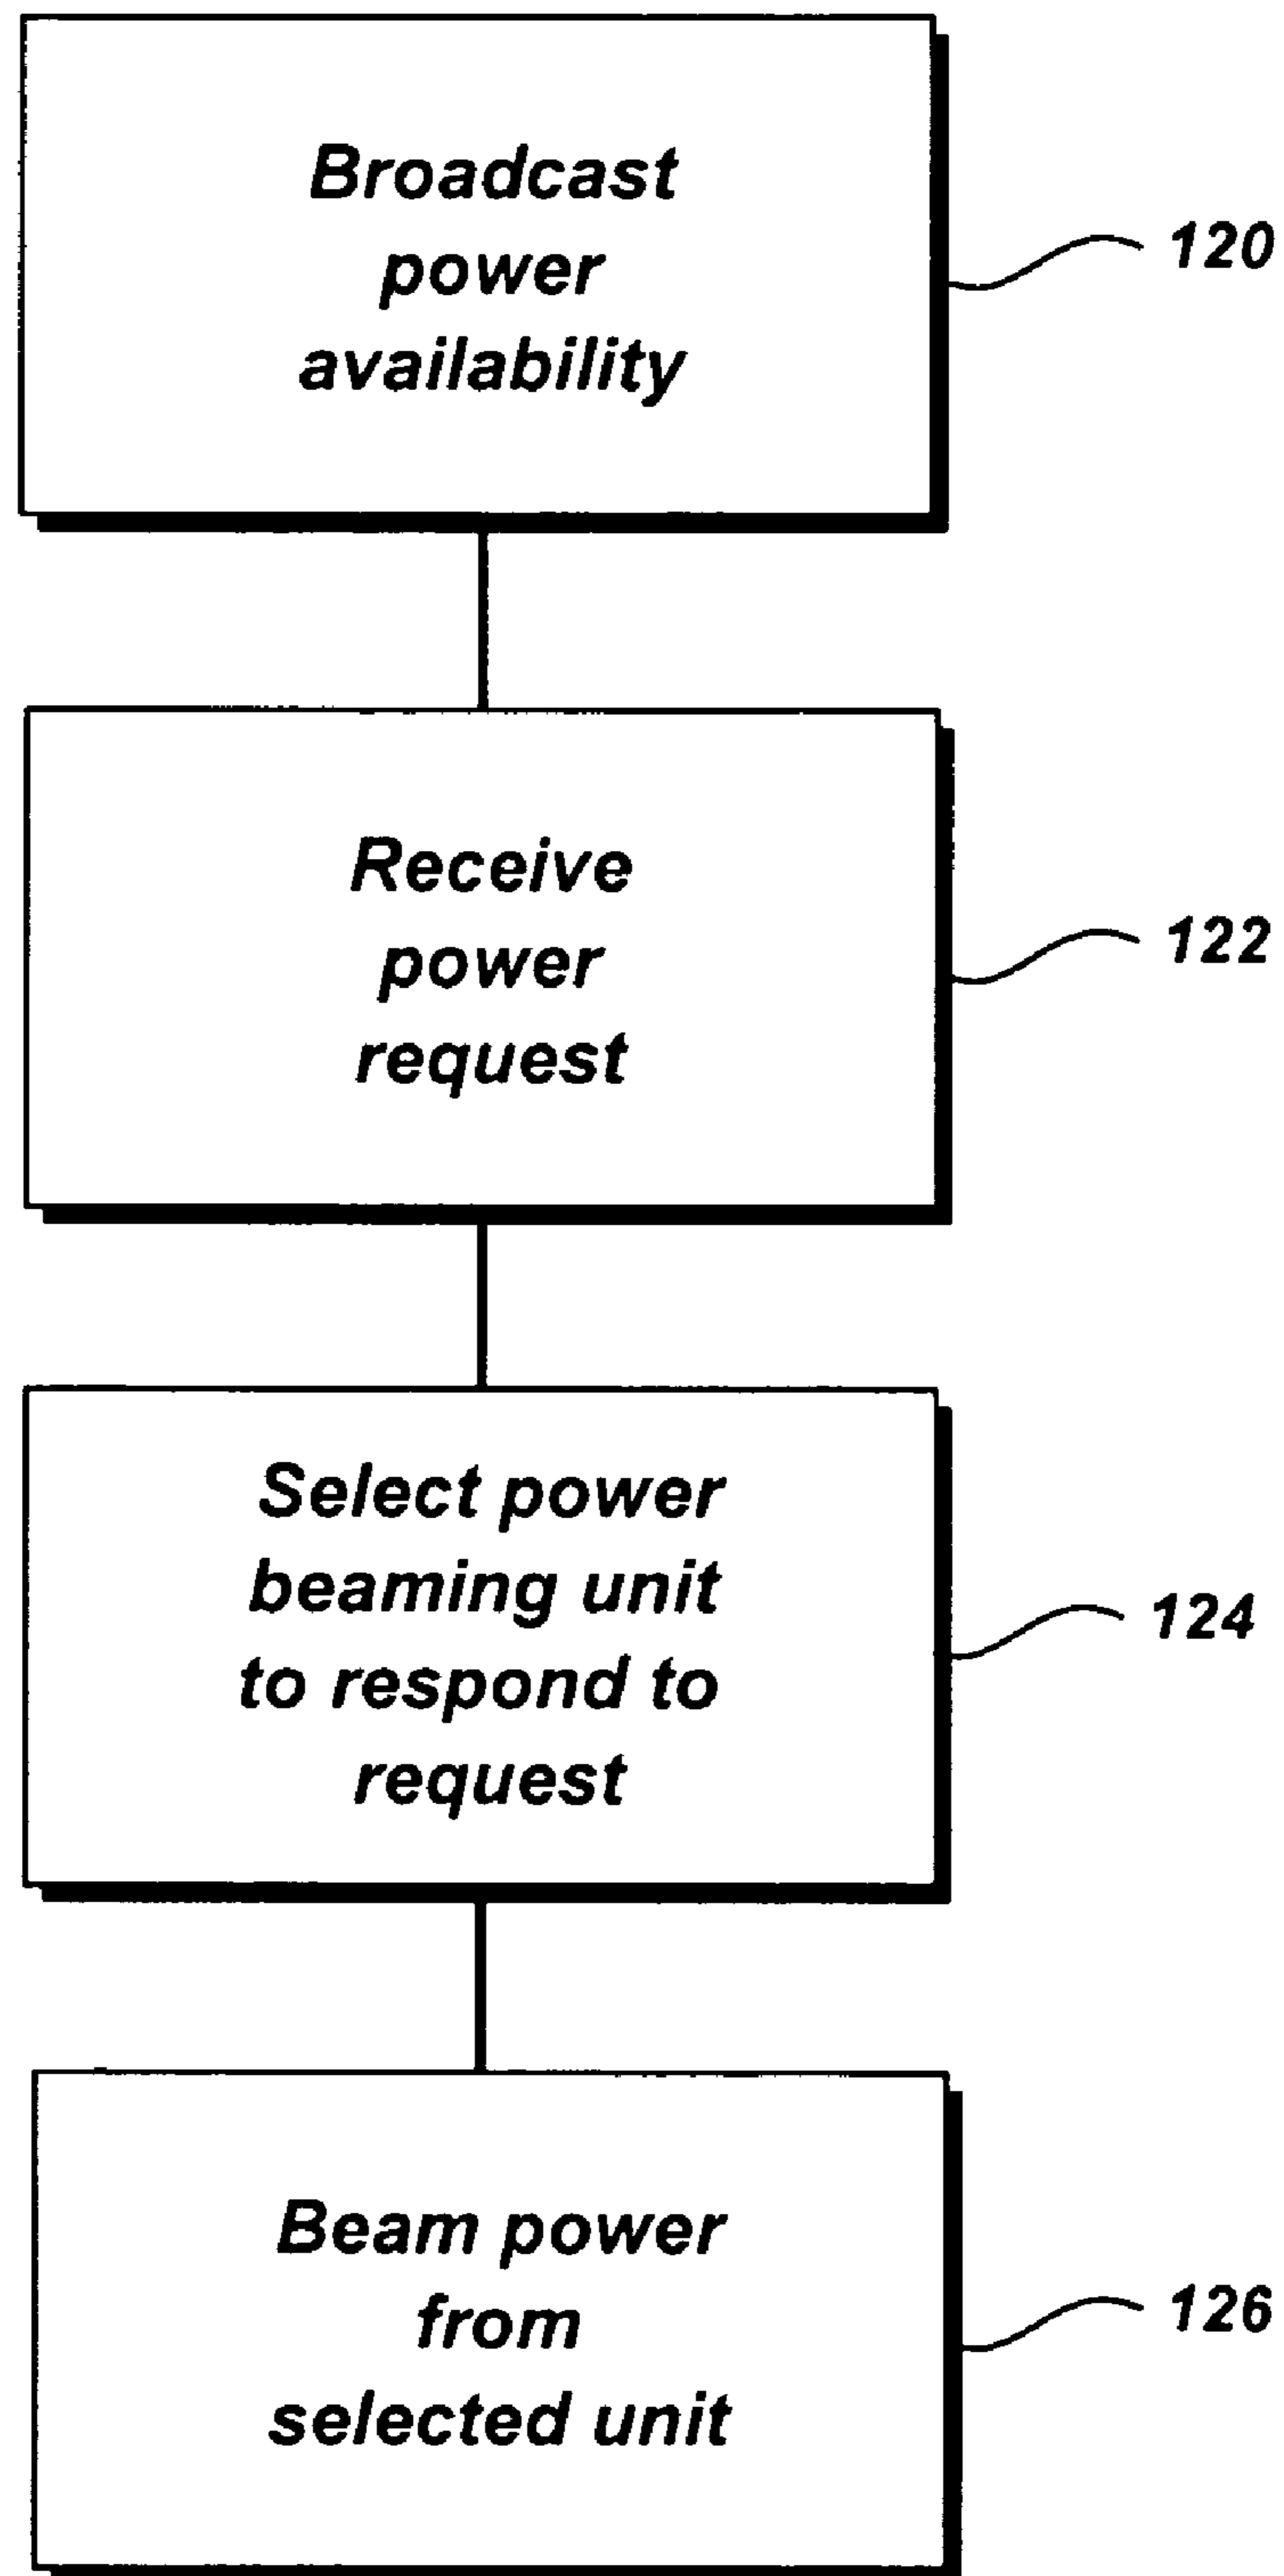 Broadcast
power
availability
120
Receive
power
request
122
Select power
beaming unit
to respond to
request
124
Beam power
from
selected unit
126